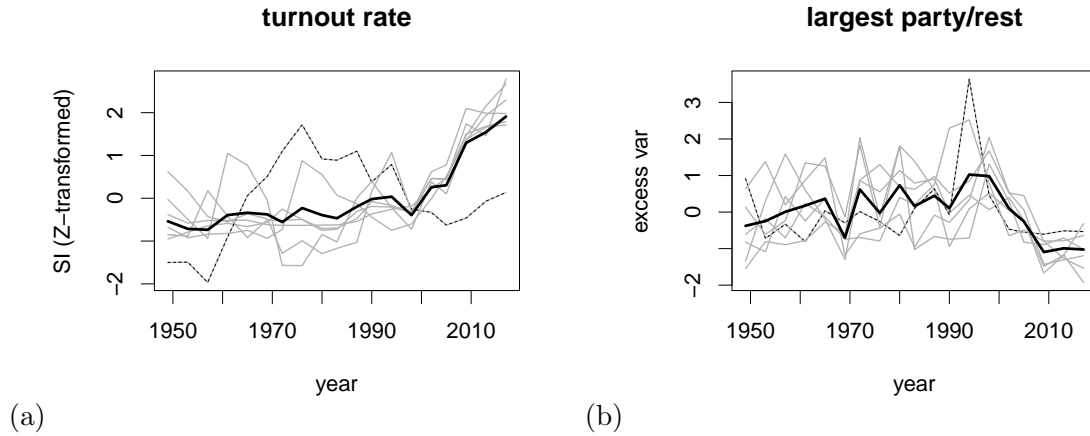 turnout rate
SI (Z−transformed)
2
1
0
−2
1950 1970 1990 2010
year
(a)
largest party/rest
excess var
3
2
1
0
−2
1950 1970 1990 2010
year
(b)